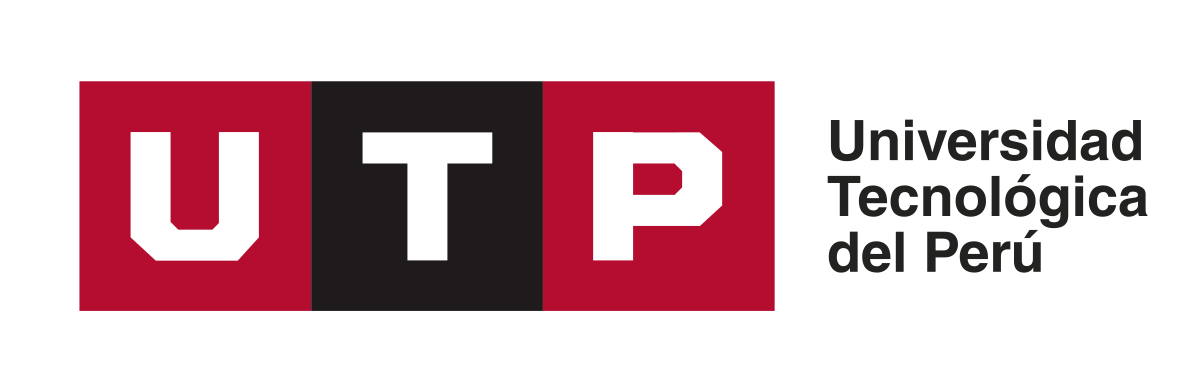 UTP
Universidad
Tecnológica
del Perú